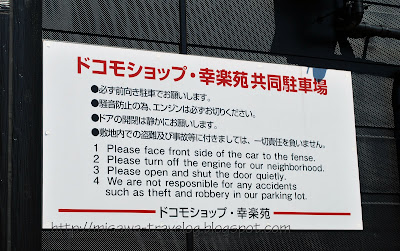 ドコモショップ・幸楽苑 共同駐車場
●必ず前向き駐車でお願いします。
●騒音防止の為、エンジンは必ずお切りください。
●ドアの開閉は静かにお願いします。
●敷地内での盗難及び事故等に付きましては、一切責任を負いません。
1 Please face front side of the car to the fense.
2 Please turn off the engine for our neighborhood.
3 Please open and shut the door quietly.
4 We are not resposnible for any accidents
such as theft and robbery in our parking lot.
ドコモショップ・幸楽苑
http://misawa-travelog.blogspot.com